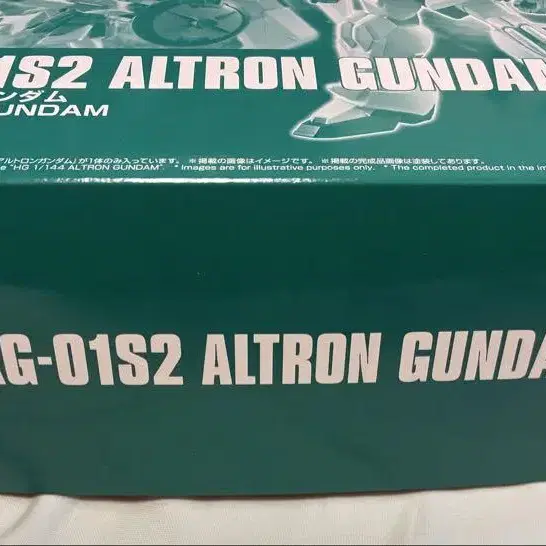 1S2 ALTRON GUNDAM
ンダム
GUNDAM
アルトロンガンダム」が1体のみ入っています。 ※掲載の画像はイメージです。 ※掲載の完成品画像は塗装してあります。
"HG 1/144 ALTRON GUNDAM". * Images are for illustrative purposes only. * The completed product in the im
G-01S2 ALTRON GUNDA